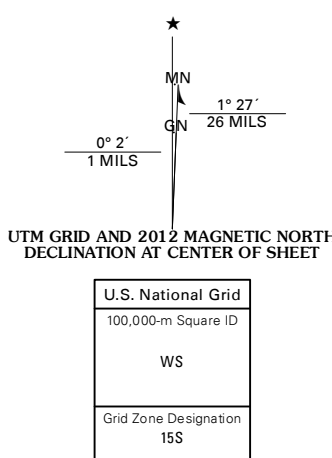 ★
MN
1° 27´
26 MILS
GN
0° 2´
1 MILS
UTM GRID AND 2012 MAGNETIC NORTH
DECLINATION AT CENTER OF SHEET
U.S. National Grid
100,000-m Square ID
WS
Grid Zone Designation
15S